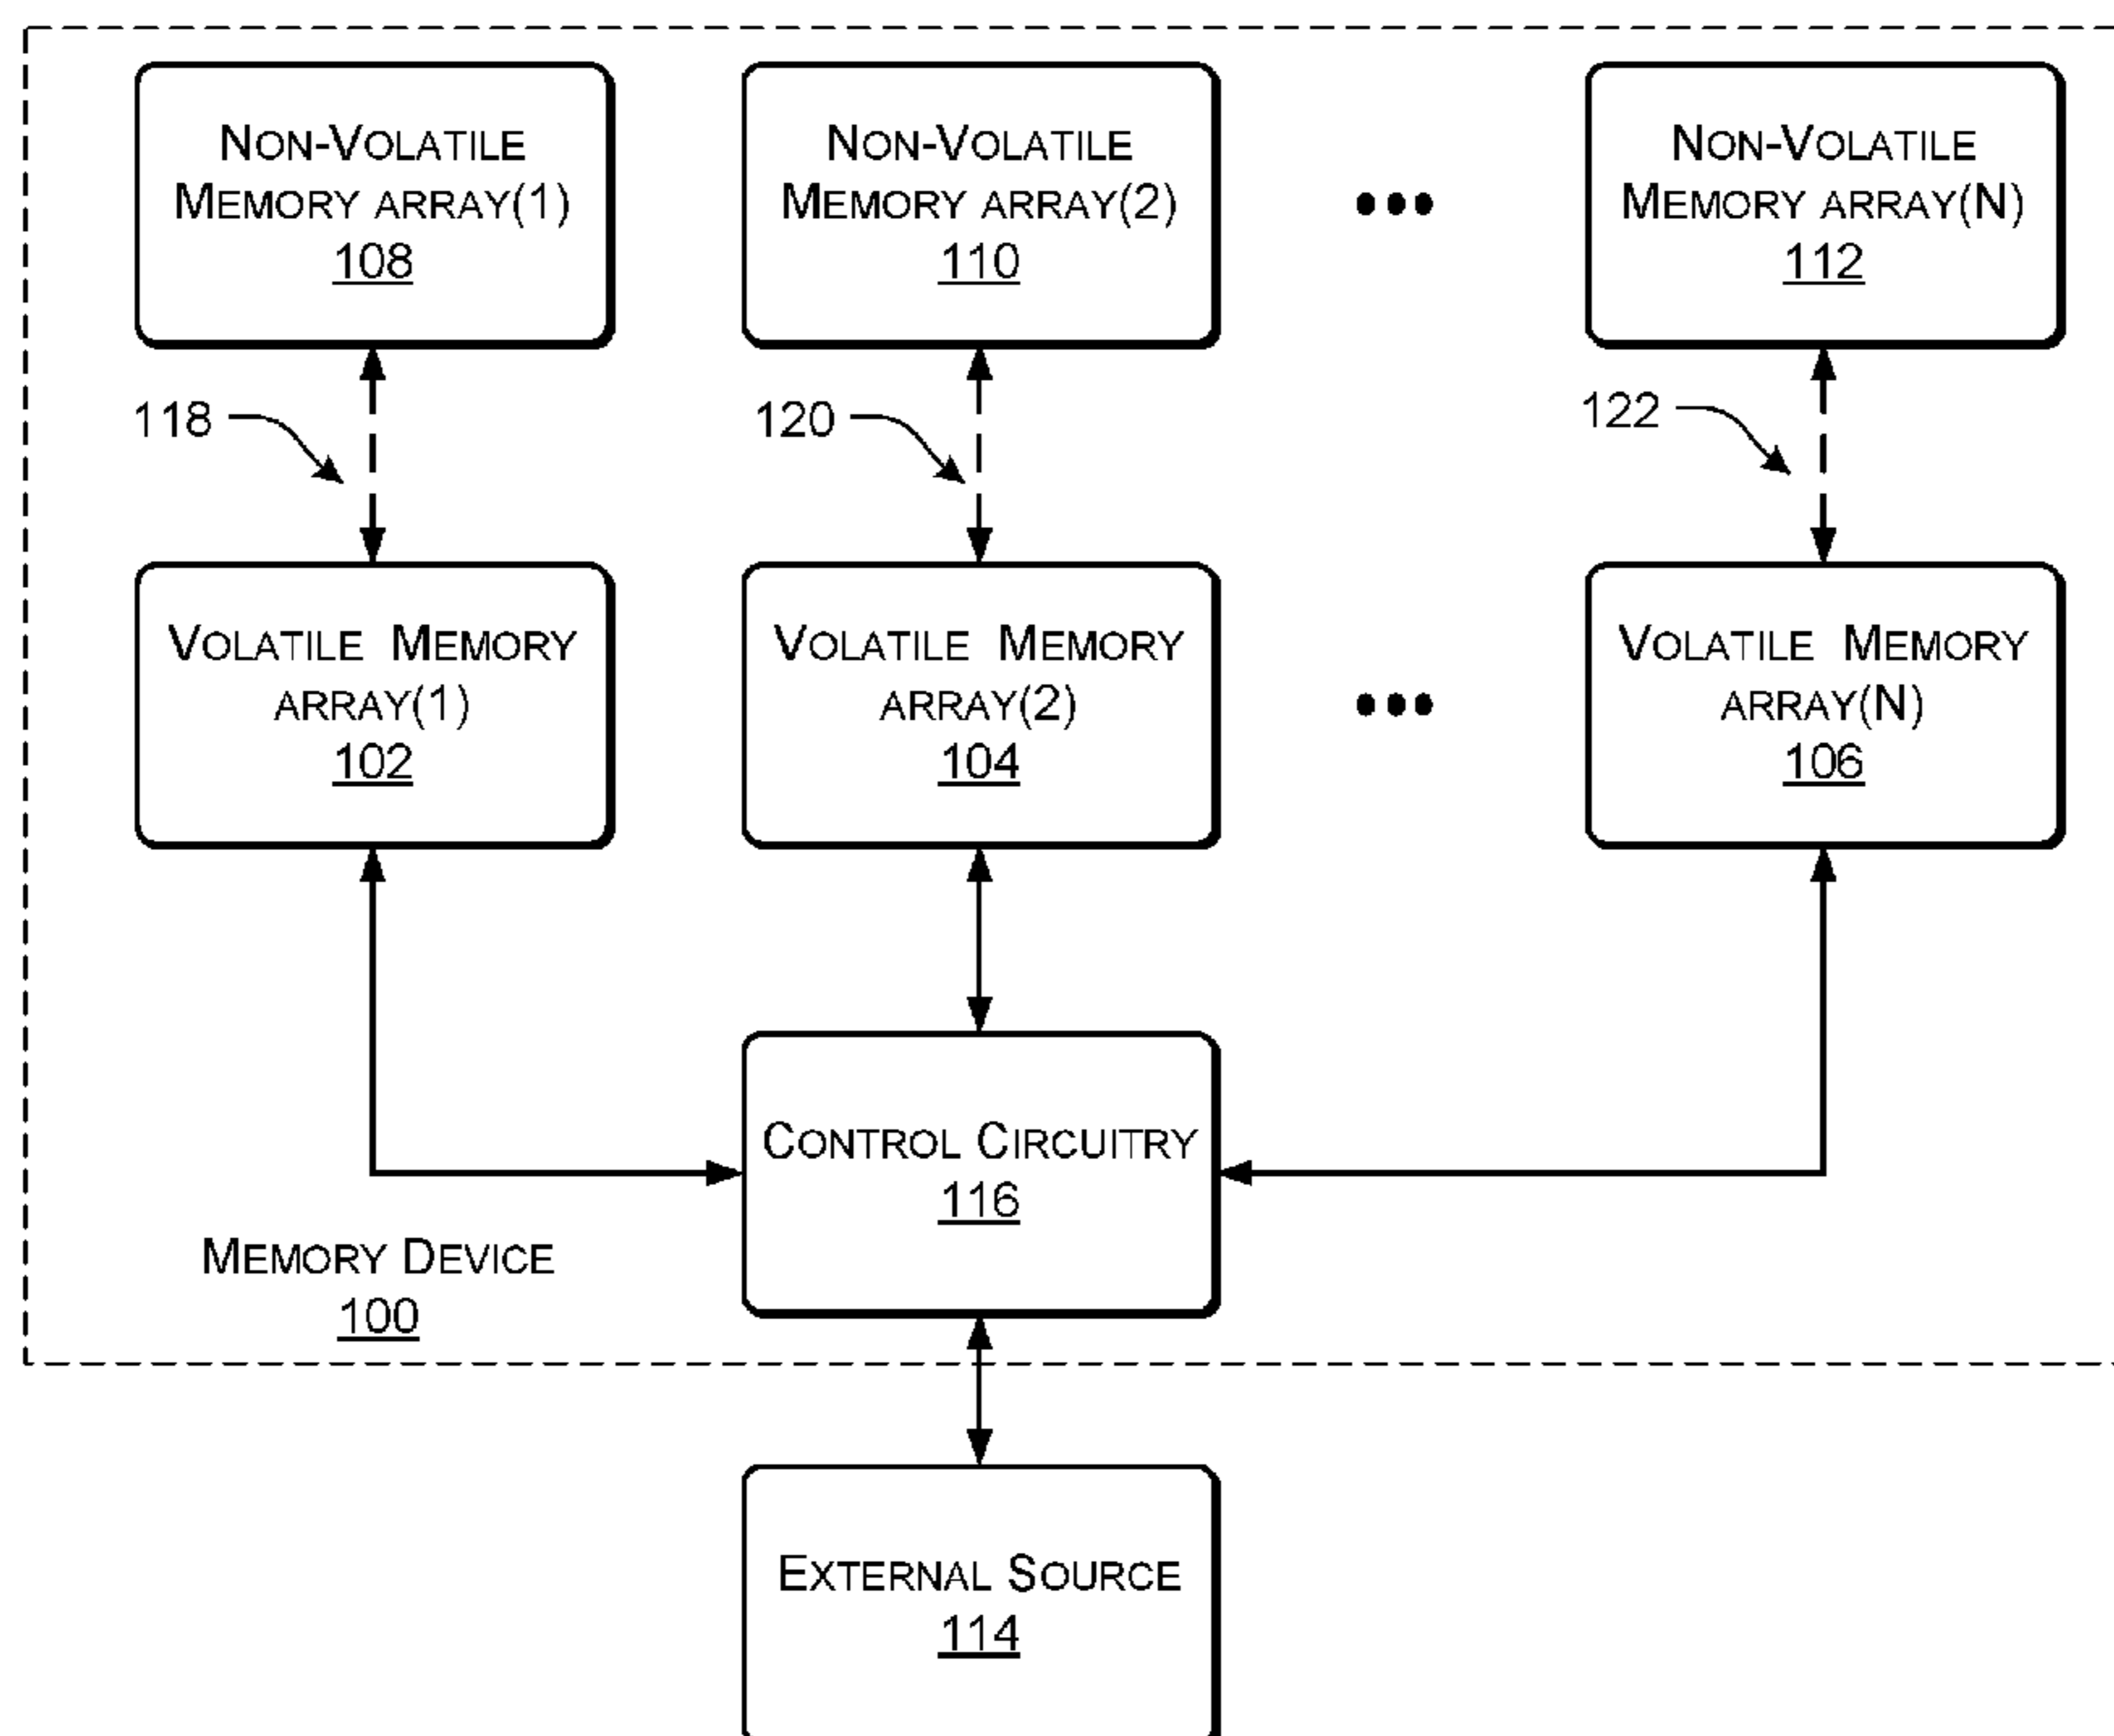 NON-VOLATILE
MEMORY ARRAY(1)
108
NON-VOLATILE
MEMORY ARRAY(2)
110
NON-VOLATILE
MEMORY ARRAY(N)
112
118
120
122
VOLATILE MEMORY
ARRAY(1)
102
VOLATILE MEMORY
ARRAY(2)
104
VOLATILE MEMORY
ARRAY(N)
106
CONTROL CIRCUITRY
116
MEMORY DEVICE
100
EXTERNAL SOURCE
114